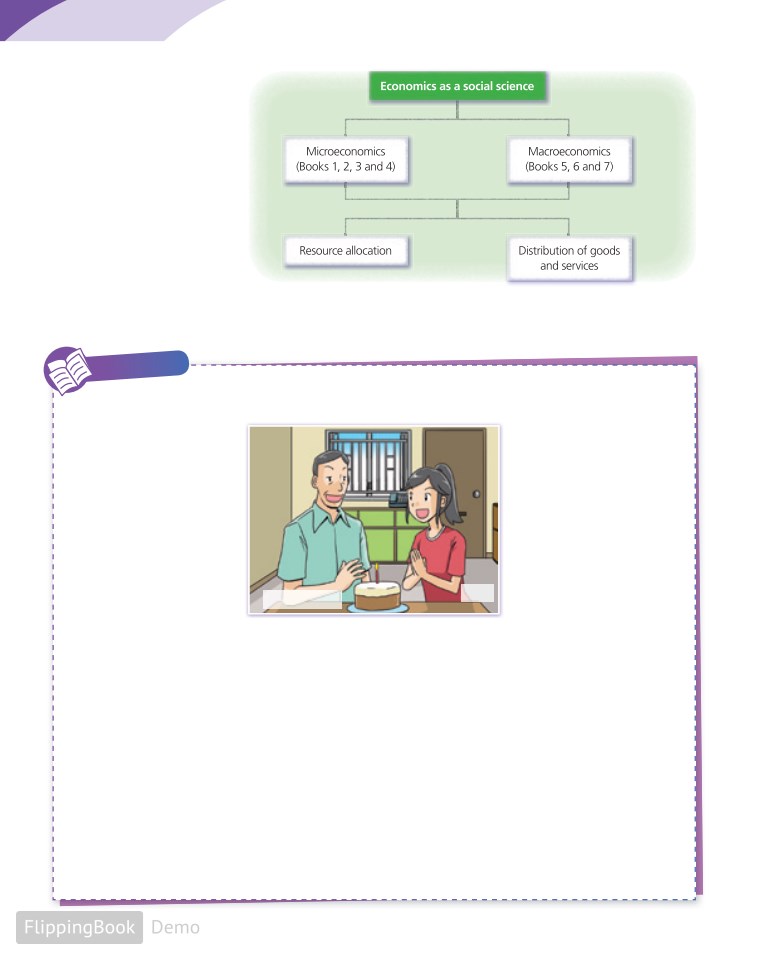 Economics as a social science
Microeconomics
(Books 1, 2, 3 and 4)
Macroeconomics
(Books 5, 6 and 7)
Resource allocation
Distribution of goods
and services
FlippingBook Demo